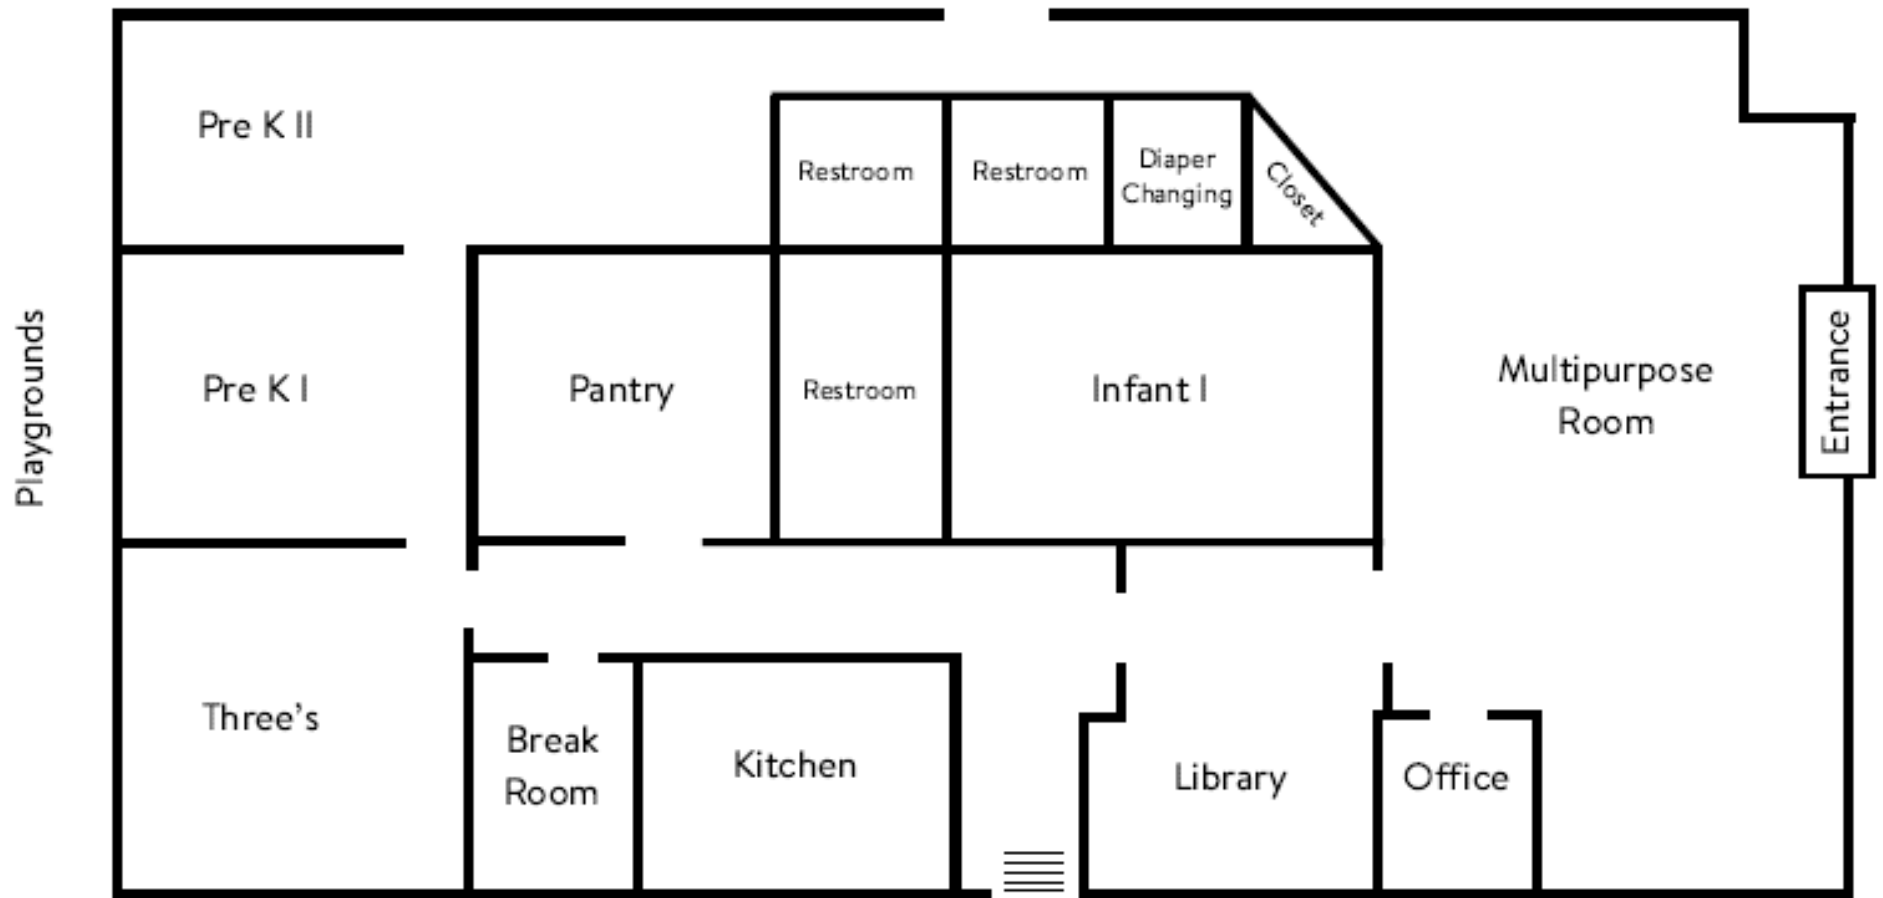 Pre K II
Restroom
Restroom
Diaper
Changing
Closet
Playgrounds
Pre K I
Pantry
Restroom
Infant I
Multipurpose
Room
Entrance
Three's
Break
Room
Kitchen
Library
Office